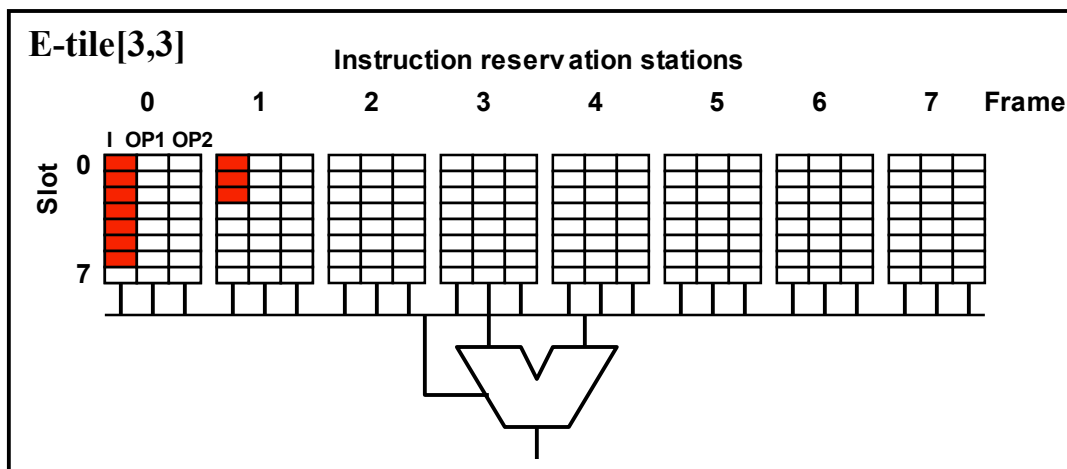 E-tile[3,3]
Instruction reservation stations
0 1 2 3 4 5 6 7 Frame
I OP1 OP2
Slot
0
7